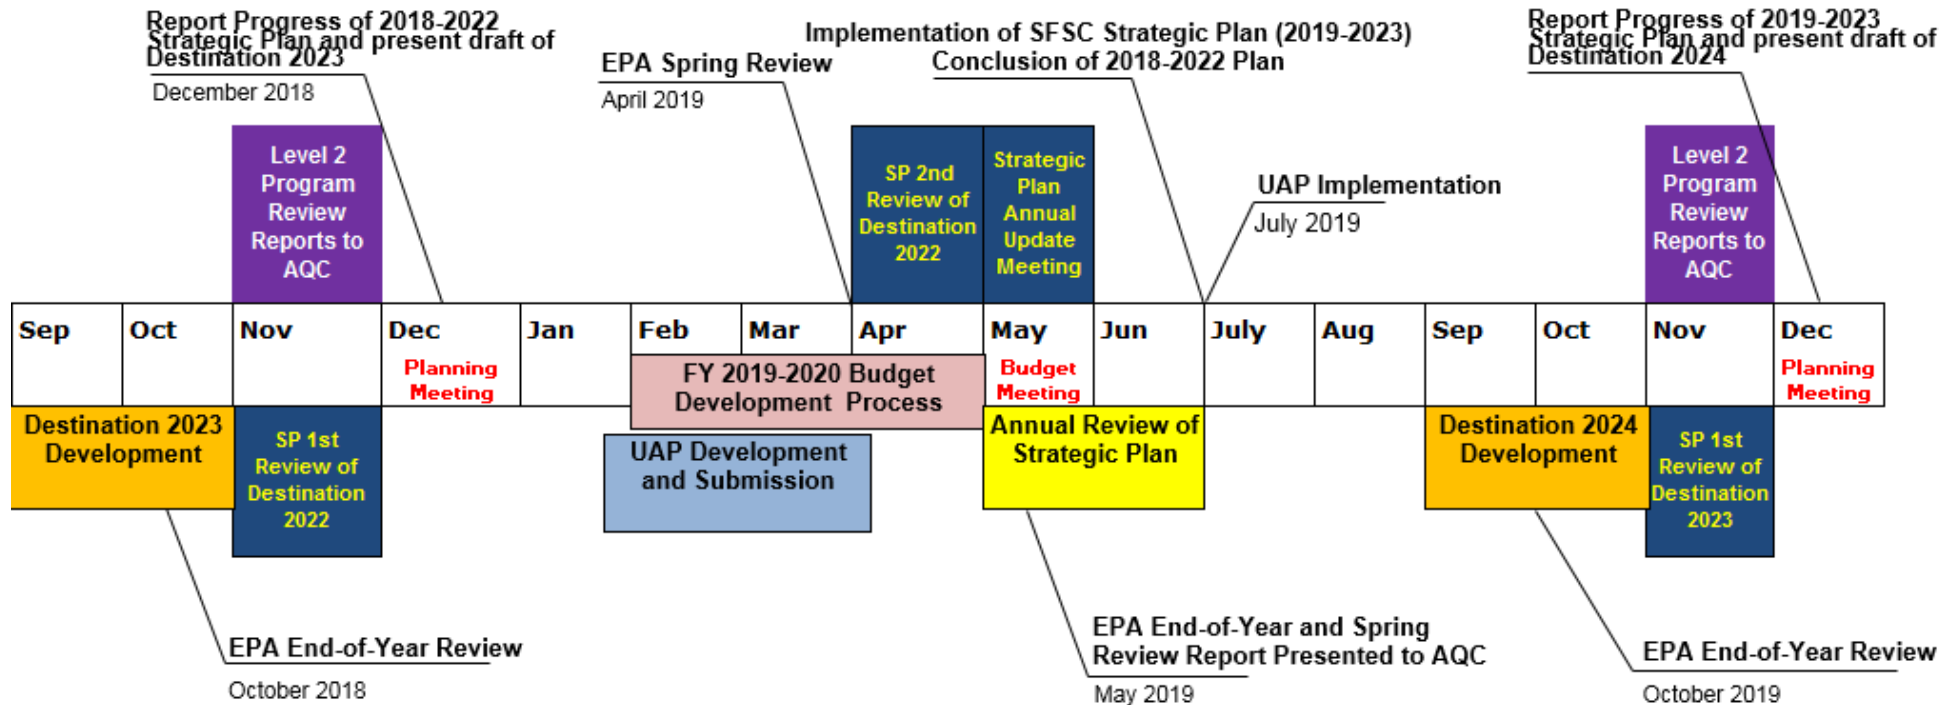 Report Progress of 2018-2022
Strategic Plan and present draft of
Destination 2023
December 2018
EPA Spring Review
April 2019
Implementation of SFSC Strategic Plan (2019-2023)
Conclusion of 2018-2022 Plan
Report Progress of 2019-2023
Strategic Plan and present draft of
Destination 2024
Level 2
Program
Review
Reports to
AQC
SP 2nd
Review of
Destination
2022
Strategic
Plan
Annual
Update
Meeting
UAP Implementation
July 2019
Level 2
Program
Review
Reports to
AQC
Sep
Oct
Nov
Dec
Jan
Feb
Mar
Apr
May
Jun
July
Aug
Sep
Oct
Nov
Dec
Planning
Meeting
FY 2019-2020 Budget
Development Process
Budget
Meeting
Planning
Meeting
Destination 2023
Development
SP 1st
Review of
Destination
2022
UAP Development
and Submission
Annual Review of
Strategic Plan
Destination 2024
Development
SP 1st
Review of
Destination
2023
EPA End-of-Year Review
October 2018
EPA End-of-Year and Spring
Review Report Presented to AQC
May 2019
EPA End-of-Year Review
October 2019